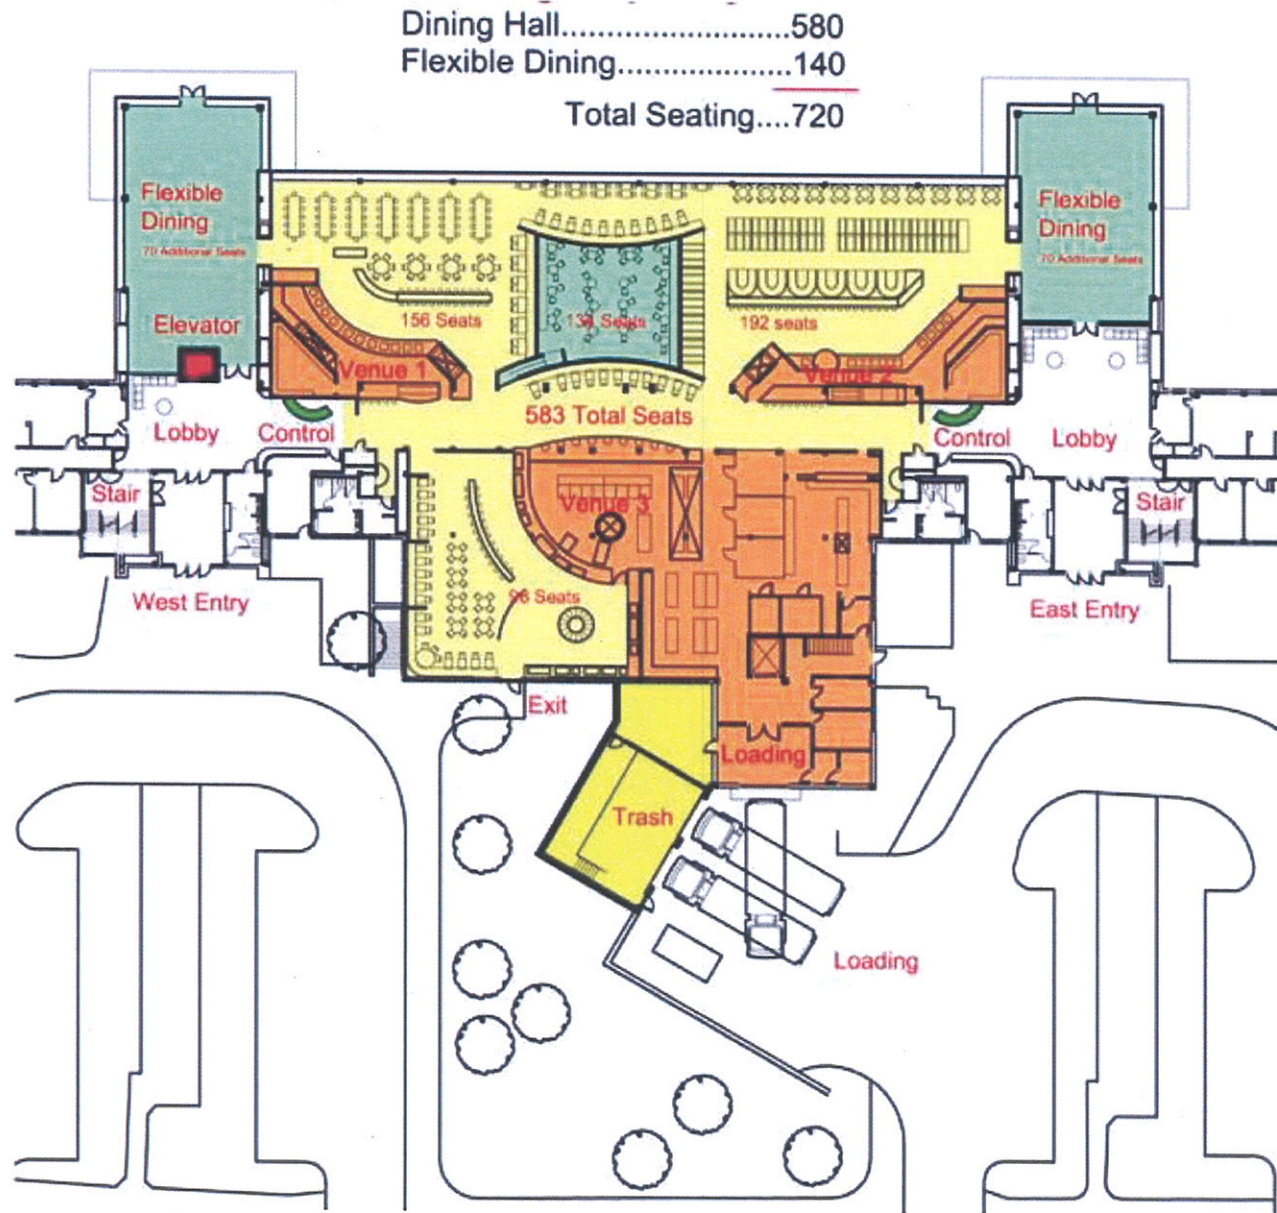 Dining Hall........................580
Flexible Dining...................140
Total Seating....720
Flexible
Dining
70 Additional Seats
Flexible
Dining
70 Additional Seats
Elevator
156 Seats
Seats
192 seats
Venue 1
Venue 2
583 Total Seats
Lobby
Control
Control
Lobby
Stair
Venue 3
Stair
West Entry
98 Seats
East Entry
Exit
Loading
Trash
Loading